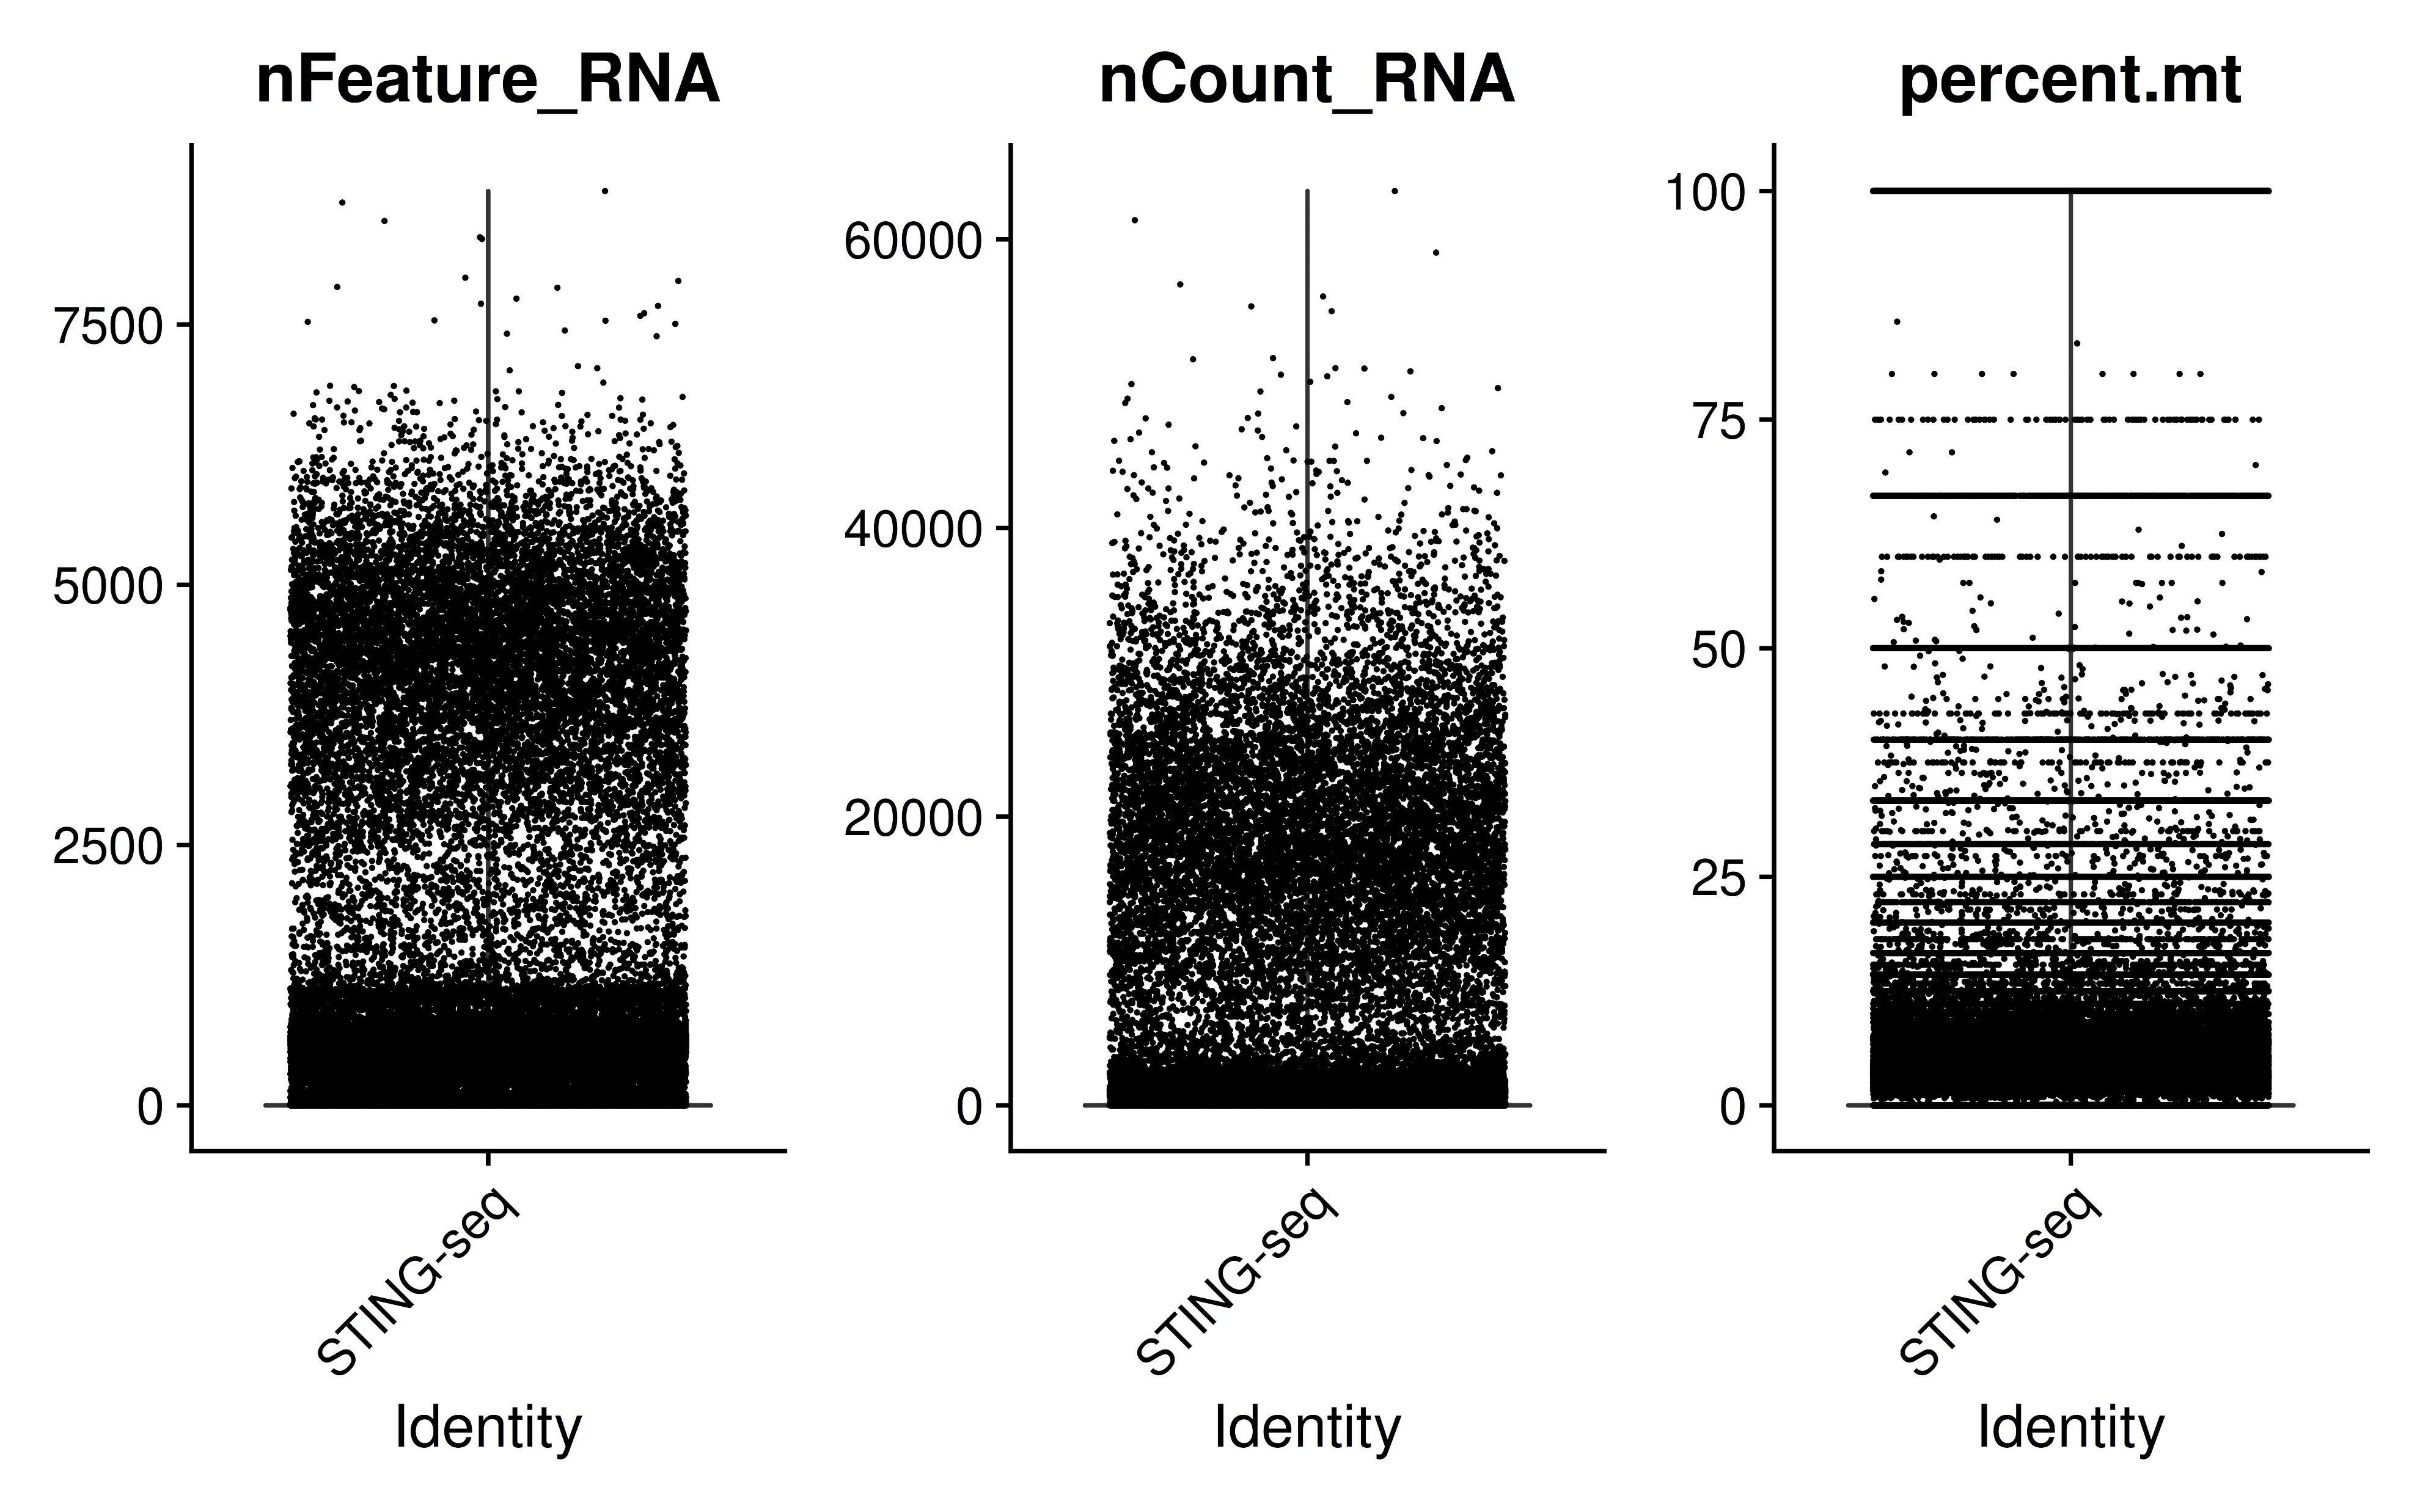 nFeature_RNA
7500
5000
2500
0
STING-seq
Identity
nCount_RNA
60000
40000
20000
0
STING-seq
Identity
percent.mt
100
75
50
25
0
STING-seq
Identity